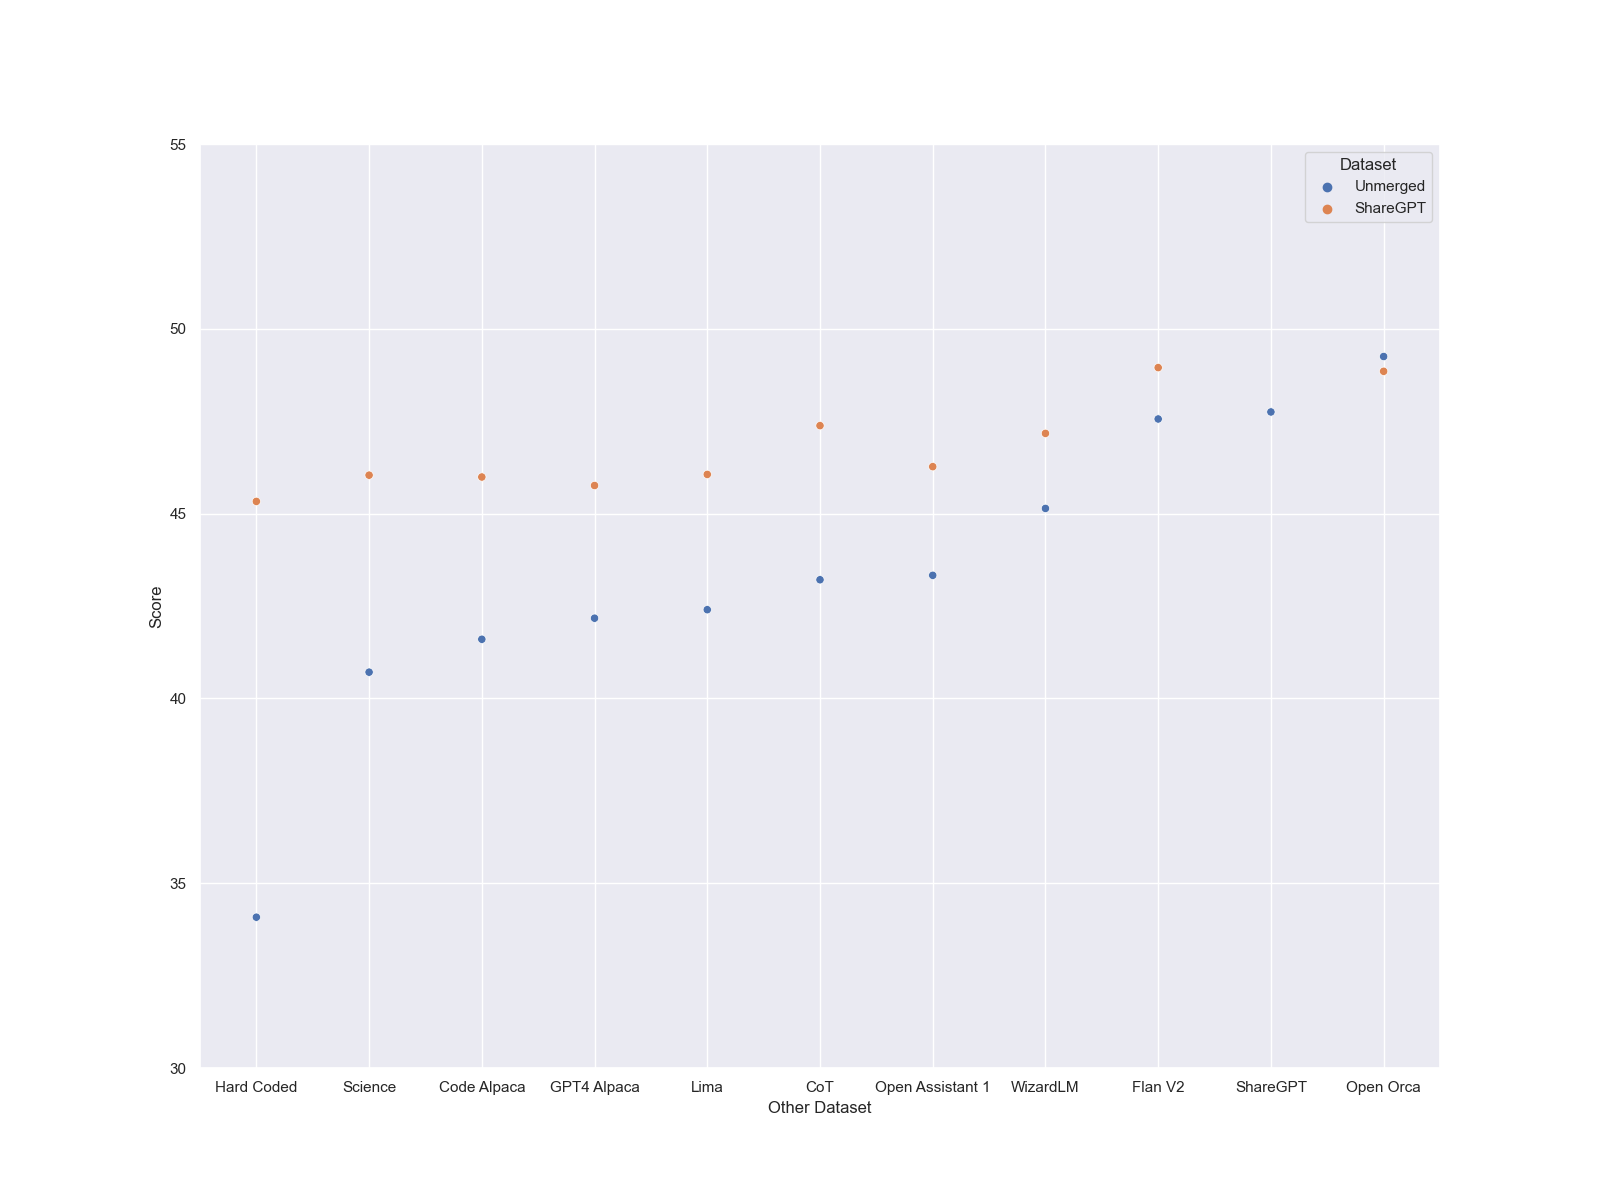 55
50
45
40
35
30
Score
Dataset
Unmerged
ShareGPT
Hard Coded Science Code Alpaca GPT4 Alpaca Lima CoT Open Assistant 1 WizardLM Flan V2 ShareGPT Open Orca
Other Dataset